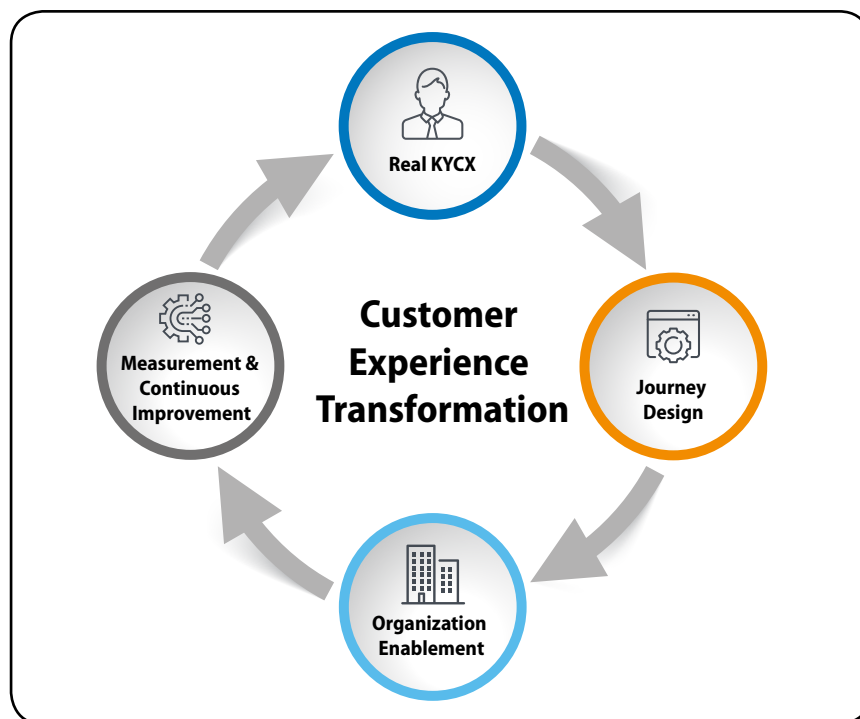 Real KYCX
Customer
Experience
Transformation
Journey
Design
Organization
Enablement
Measurement &
Continuous
Improvement